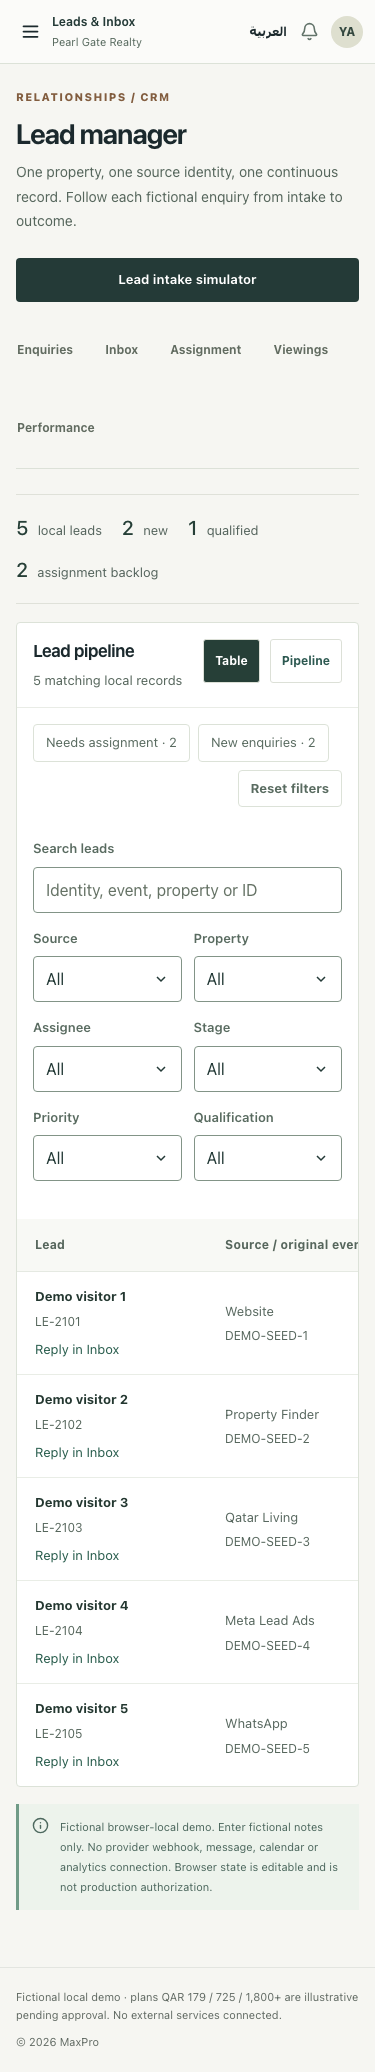 Leads & Inbox
Pearl Gate Realty
العربية
YA
RELATIONSHIPS / CRM
Lead manager
One property, one source identity, one continuous
record. Follow each fictional enquiry from intake to
outcome.
Lead intake simulator
Enquiries Inbox Assignment Viewings
Performance
5 local leads 2 new 1 qualified
2 assignment backlog
Lead pipeline
5 matching local records
Table Pipeline
Needs assignment · 2 New enquiries · 2
Reset filters
Search leads
Identity, event, property or ID
Source Property
All All
Assignee Stage
All All
Priority Qualification
All All
Lead Source / original ever
Demo visitor 1
LE-2101
Reply in Inbox
Website
DEMO-SEED-1
Demo visitor 2
LE-2102
Reply in Inbox
Property Finder
DEMO-SEED-2
Demo visitor 3
LE-2103
Reply in Inbox
Qatar Living
DEMO-SEED-3
Demo visitor 4
LE-2104
Reply in Inbox
Meta Lead Ads
DEMO-SEED-4
Demo visitor 5
LE-2105
Reply in Inbox
WhatsApp
DEMO-SEED-5
Fictional browser-local demo. Enter fictional notes
only. No provider webhook, message, calendar or
analytics connection. Browser state is editable and is
not production authorization.
Fictional local demo · plans QAR 179 / 725 / 1,800+ are illustrative
pending approval. No external services connected.
© 2026 MaxPro